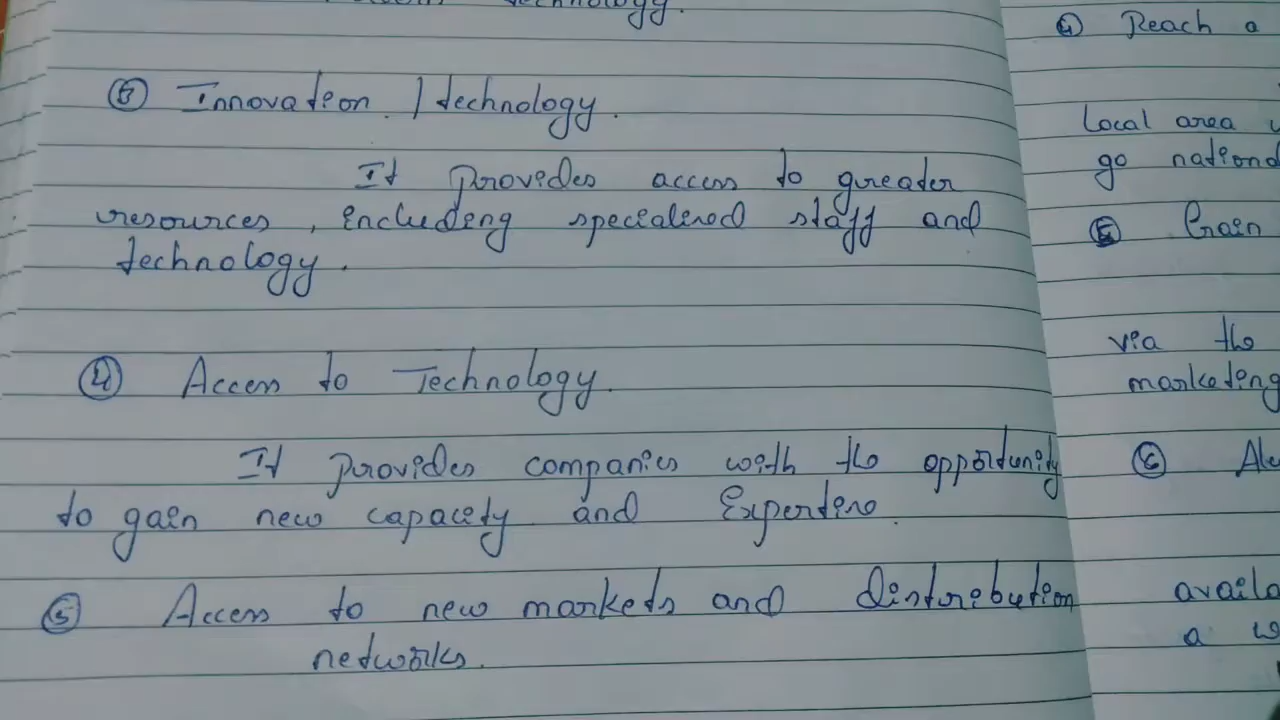 technology.
③ Innovation / technology.
It provides access to greater
resources, including specialized staff and
technology.
④ Access to Technology.
It provides companies with the opportunity
to gain new capacity and Expertise.
⑤ Access to new markets and distribution
networks.
④ Reach a
Local area
go national
⑤ Gain
via the
marketing
⑥
a